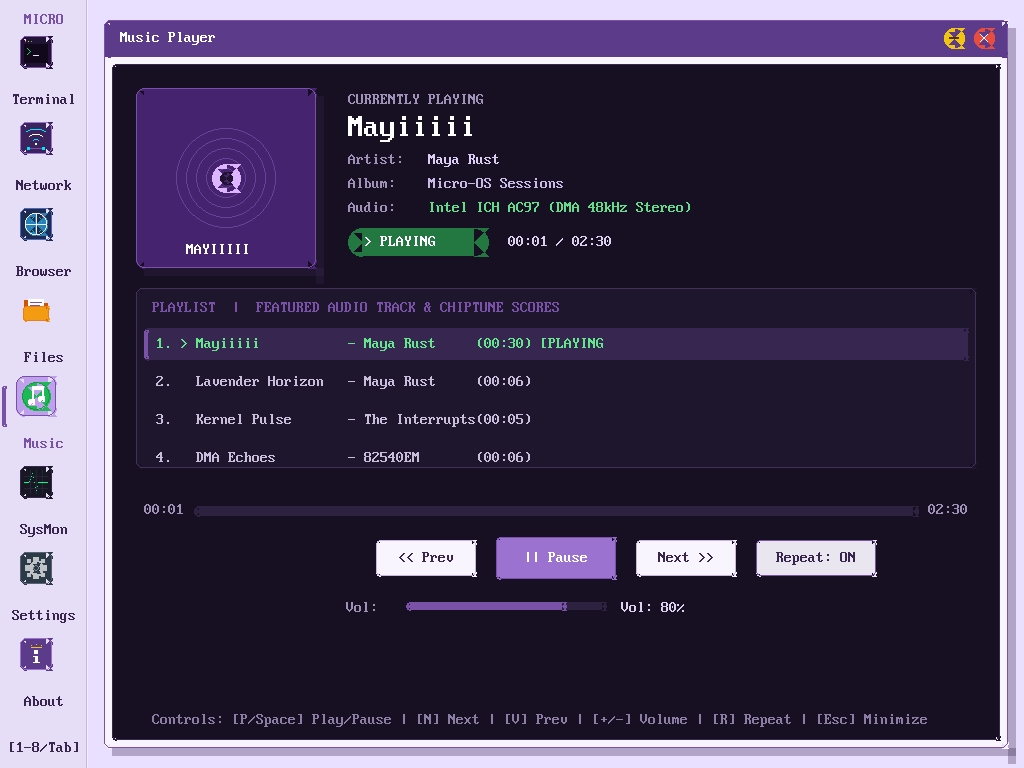 MICRO
Terminal
Network
Browser
Files
Music
SysMon
Settings
About
[1-8/Tab]
Music Player
MAYIIIII
CURRENTLY PLAYING
Mayiiiii
Artist: Maya Rust
Album: Micro-OS Sessions
Audio: Intel ICH AC97 (DMA 48kHz Stereo)
> PLAYING 00:01 / 02:30
PLAYLIST | FEATURED AUDIO TRACK & CHIPTUNE SCORES
1. > Mayiiiii - Maya Rust (00:30) [PLAYING
2. Lavender Horizon - Maya Rust (00:06)
3. Kernel Pulse - The Interrupts(00:05)
4. DMA Echoes - 82540EM (00:06)
00:01 02:30
<< Prev || Pause Next >> Repeat: ON
Vol: Vol: 80%
Controls: [P/Space] Play/Pause | [N] Next | [V] Prev | [+/-] Volume | [R] Repeat | [Esc] Minimize